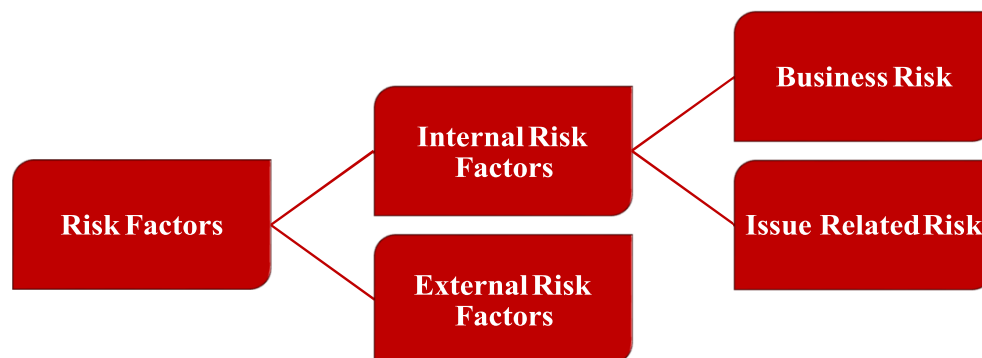 Risk Factors
Internal Risk
Factors
External Risk
Factors
Business Risk
Issue Related Risk